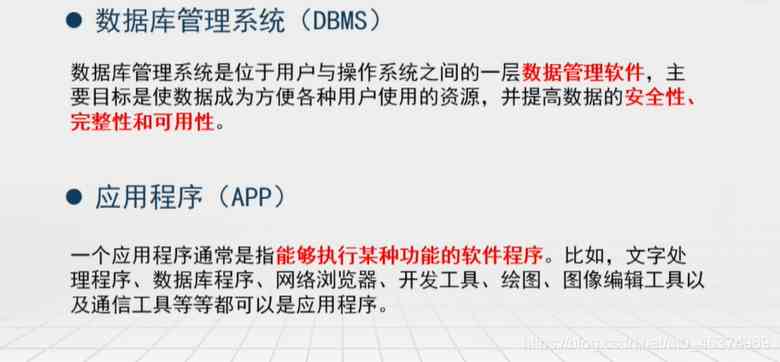 数据库管理系统（DBMS）
数据库管理系统是位于用户与操作系统之间的一层数据管理软件，主
要目标是使数据成为方便各种用户使用的资源，并提高数据的安全性、
完整性和可用性。
应用程序（APP）
一个应用程序通常是指能够执行某种功能的软件程序。比如，文字处
理程序、数据库程序、网络浏览器、开发工具、绘图、图像编辑工具以
及通信工具等等都可以是应用程序。